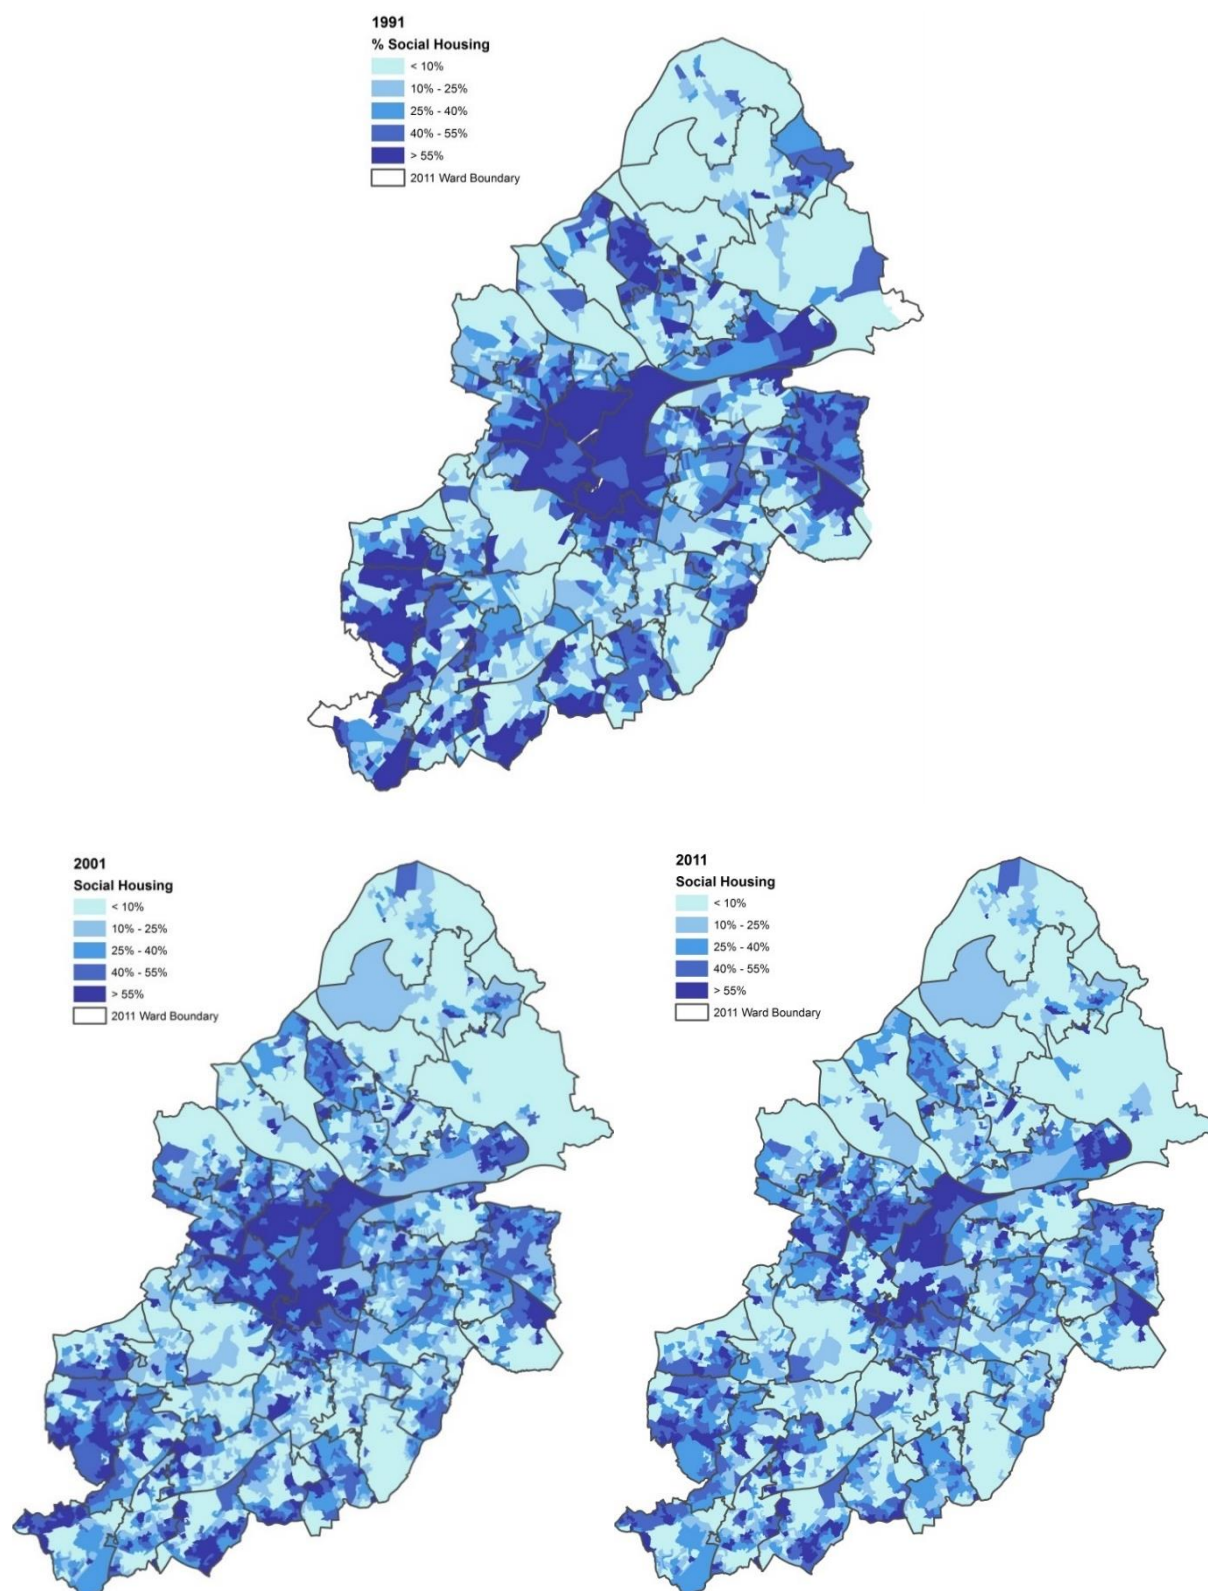 1991
% Social Housing
< 10%
10% - 25%
25% - 40%
40% - 55%
> 55%
2011 Ward Boundary
2001
Social Housing
< 10%
10% - 25%
25% - 40%
40% - 55%
> 55%
2011 Ward Boundary
2011
Social Housing
< 10%
10% - 25%
25% - 40%
40% - 55%
> 55%
2011 Ward Boundary